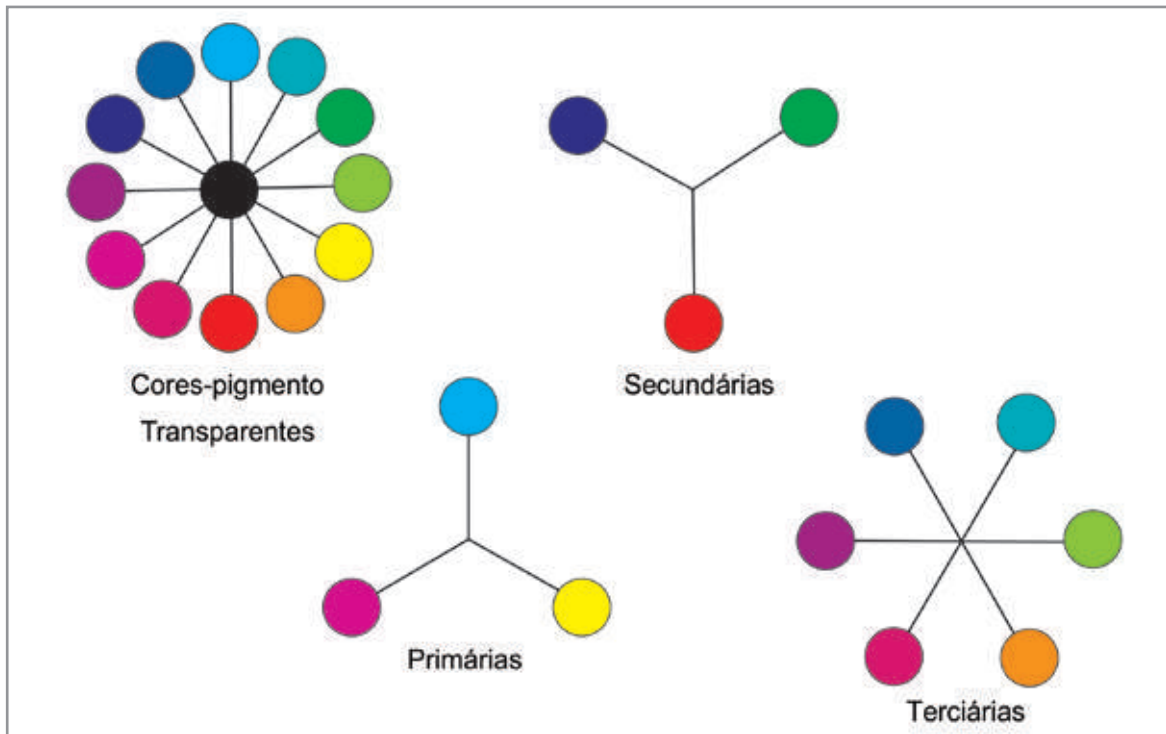 Cores-pigmento
Transparentes
Secundárias
Primárias
Terciárias